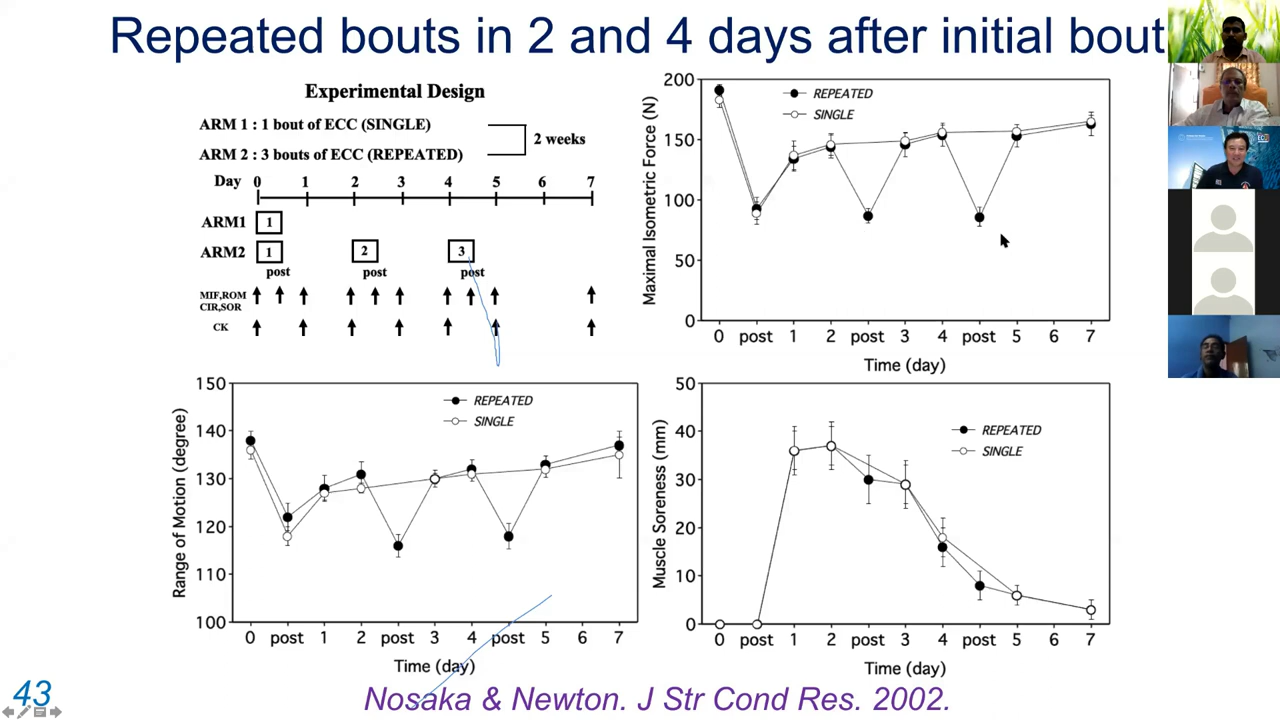 Repeated bouts in 2 and 4 days after initial bout
Experimental Design
ARM 1 : 1 bout of ECC (SINGLE)
ARM 2 : 3 bouts of ECC (REPEATED)
2 weeks
Day 0 1 2 3 4 5 6 7
ARM1 1
ARM2 1 2 3
post post post
MIF,ROM
CIR,SOR
CK
Maximal Isometric Force (N)
200
150
100
50
0
REPEATED
SINGLE
0 post 1 2 post 3 4 post 5 6 7
Time (day)
Range of Motion (degree)
150
140
130
120
110
100
REPEATED
SINGLE
0 post 1 2 post 3 4 post 5 7
Time (day)
Muscle Soreness (mm)
50
40
30
20
10
0
REPEATED
SINGLE
0 post 1 2 post 3 4 post 5 7
Time (day)
43
Nosaka & Newton. J Str Cond Res. 2002.